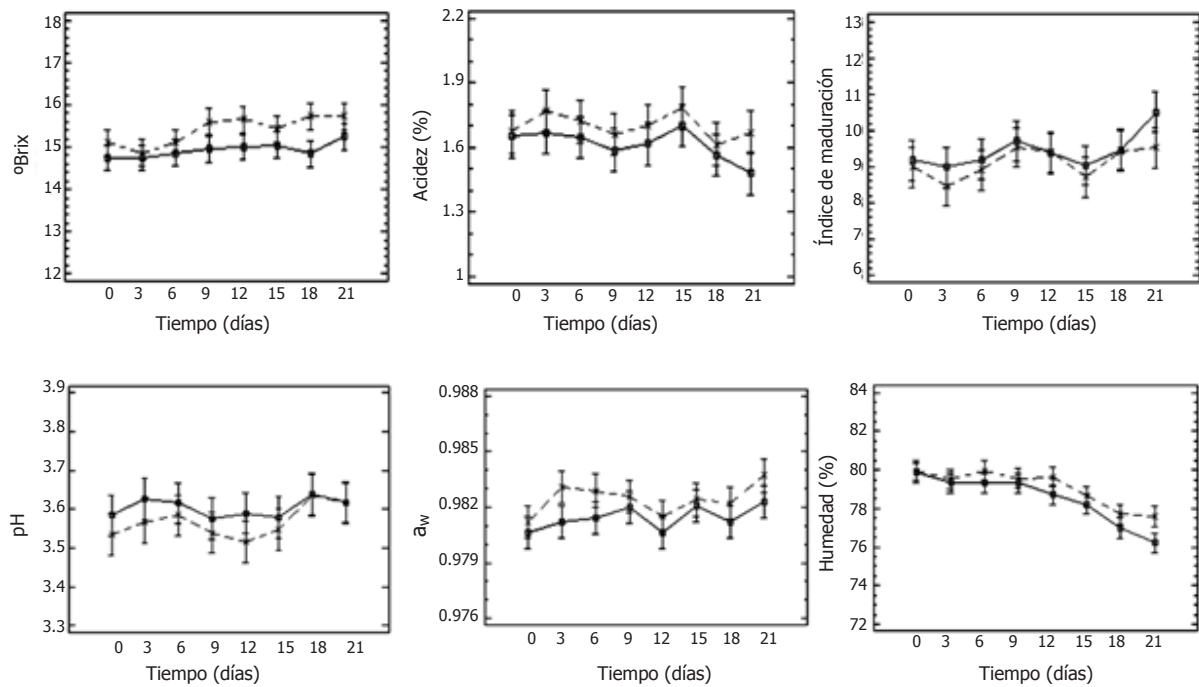 18
17
16
15
14
13
12
ºBrix
0 3 6 9 12 15 18 21
Tiempo (días)
2.2
1.9
1.6
1.3
1
Acidez (%)
0 3 6 9 12 15 18 21
Tiempo (días)
13
12
11
10
9
8
7
6
Índice de maduración
0 3 6 9 12 15 18 21
Tiempo (días)
3.9
3.8
3.7
3.6
3.5
3.4
3.3
pH
0 3 6 9 12 15 18 21
Tiempo (días)
0.988
0.985
0.982
0.979
0.976
aw
0 3 6 9 12 15 18 21
Tiempo (días)
84
82
80
78
76
74
72
Humedad (%)
0 3 6 9 12 15 18 21
Tiempo (días)